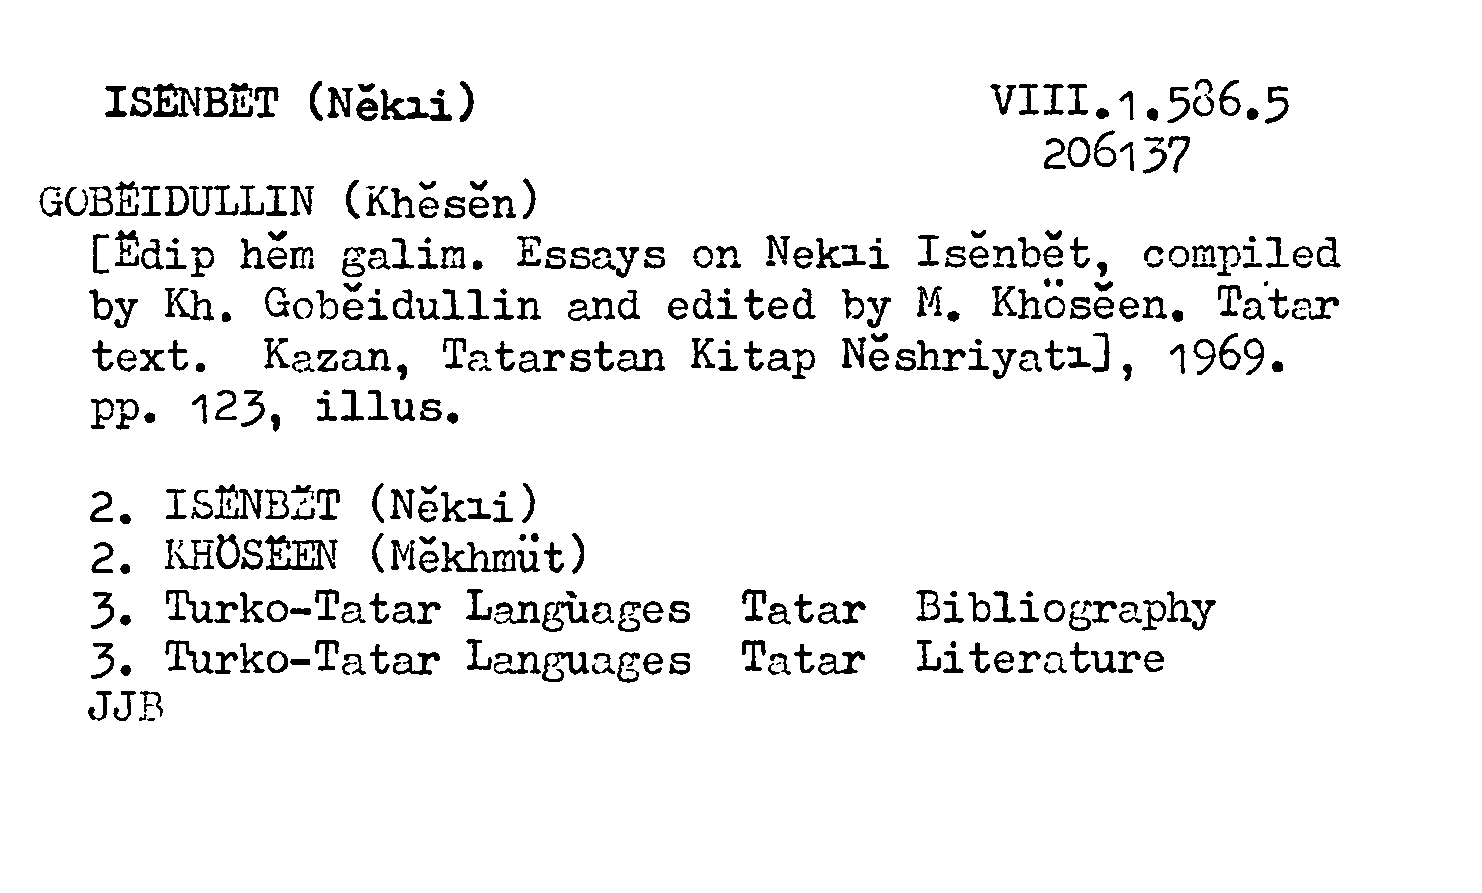 ISĔNBĔT (Nĕkıi) VIII.1.586.5
206137
GOBĔIDULLIN (Khĕsĕn)
[Ĕdip hĕm galim. Essays on Nekıi Isĕnbĕt, compiled
by Kh. Gobĕidullin and edited by M. Khösĕen. Tatar
text. Kazan, Tatarstan Kitap Nĕshriyatı], 1969.
pp. 123, illus.
2. ISĔNBĔT (Nĕkıi)
2. KHÖSĔEN (Mĕkhmüt)
3. Turko-Tatar Languages Tatar Bibliography
3. Turko-Tatar Languages Tatar Literature
JJB